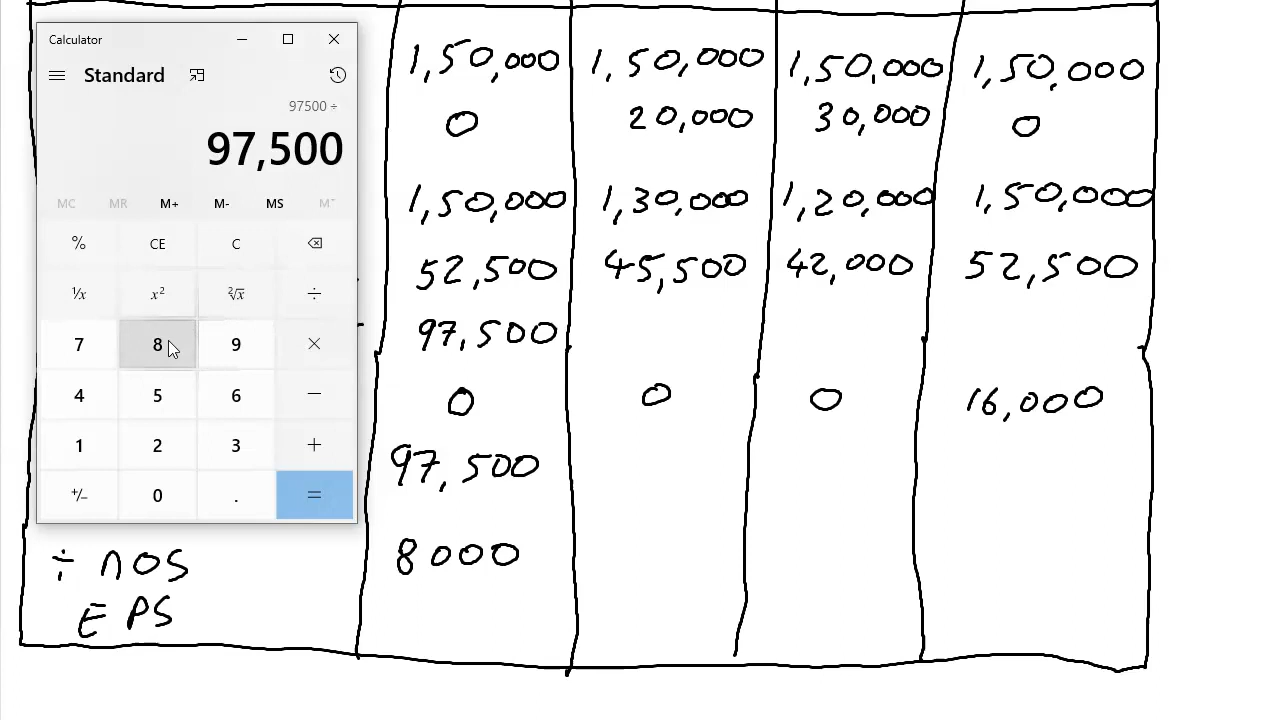 Calculator
Standard
97500 ÷
97,500
MC MR M+ M- MS M˅
% CE C
¹/x x² ²√x ÷
7 8 9 ×
4 5 6 −
1 2 3 +
+/− 0 . =
1,50,000 1,50,000 1,50,000 1,50,000
0 20,000 30,000 0
1,50,000 1,30,000 1,20,000 1,50,000
52,500 45,500 42,000 52,500
97,500
0 0 0 16,000
97,500
÷ nos 8000
EPS